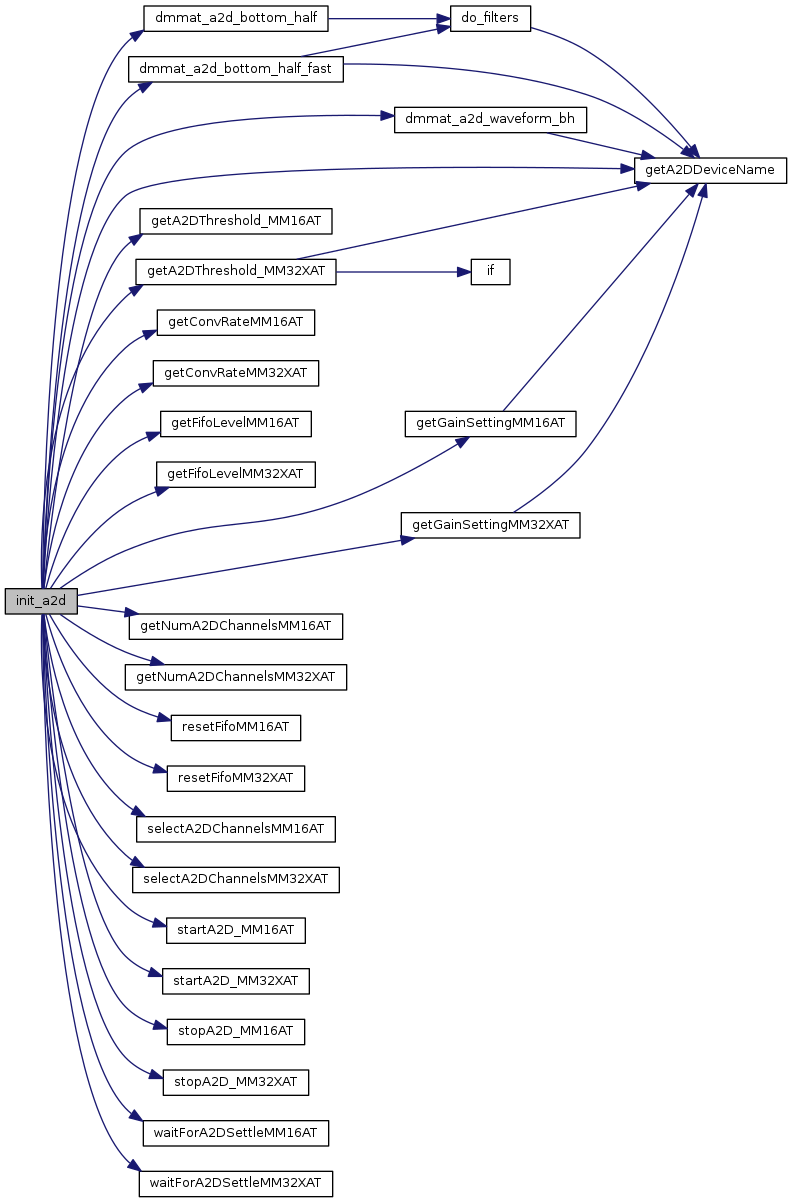 dmmat_a2d_bottom_half
do_filters
dmmat_a2d_bottom_half_fast
dmmat_a2d_waveform_bh
getA2DDeviceName
getA2DThreshold_MM16AT
getA2DThreshold_MM32XAT
if
getConvRateMM16AT
getConvRateMM32XAT
getFifoLevelMM16AT
getGainSettingMM16AT
getFifoLevelMM32XAT
getGainSettingMM32XAT
init_a2d
getNumA2DChannelsMM16AT
getNumA2DChannelsMM32XAT
resetFifoMM16AT
resetFifoMM32XAT
selectA2DChannelsMM16AT
selectA2DChannelsMM32XAT
startA2D_MM16AT
startA2D_MM32XAT
stopA2D_MM16AT
stopA2D_MM32XAT
waitForA2DSettleMM16AT
waitForA2DSettleMM32XAT